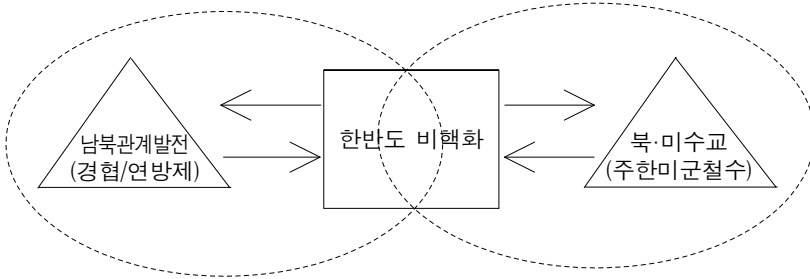 남북관계발전
(경협/연방제)
한반도 비핵화
북·미수교
(주한미군철수)